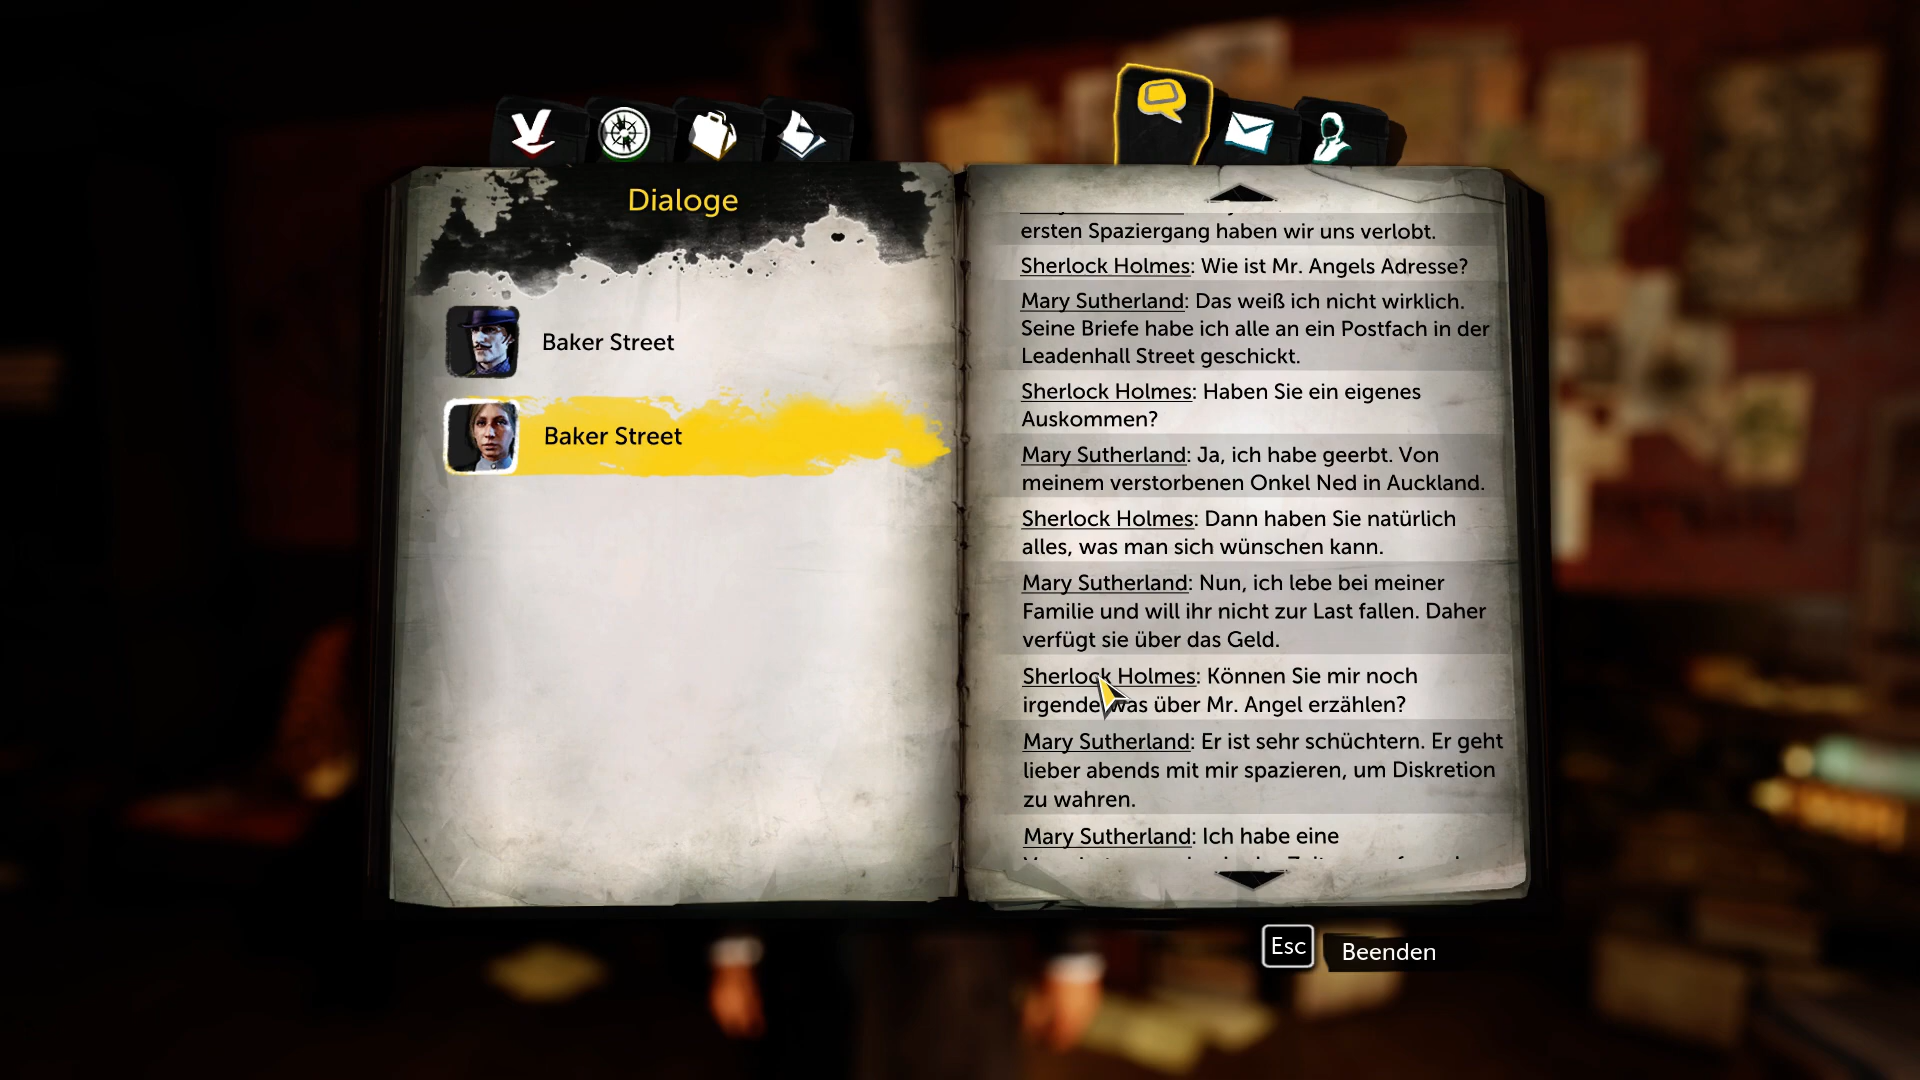 Dialoge
Baker Street
Baker Street
ersten Spaziergang haben wir uns verlobt.
Sherlock Holmes: Wie ist Mr. Angels Adresse?
Mary Sutherland: Das weiß ich nicht wirklich.
Seine Briefe habe ich alle an ein Postfach in der
Leadenhall Street geschickt.
Sherlock Holmes: Haben Sie ein eigenes
Auskommen?
Mary Sutherland: Ja, ich habe geerbt. Von
meinem verstorbenen Onkel Ned in Auckland.
Sherlock Holmes: Dann haben Sie natürlich
alles, was man sich wünschen kann.
Mary Sutherland: Nun, ich lebe bei meiner
Familie und will ihr nicht zur Last fallen. Daher
verfügt sie über das Geld.
Sherlock Holmes: Können Sie mir noch
irgendetwas über Mr. Angel erzählen?
Mary Sutherland: Er ist sehr schüchtern. Er geht
lieber abends mit mir spazieren, um Diskretion
zu wahren.
Mary Sutherland: Ich habe eine
Esc Beenden